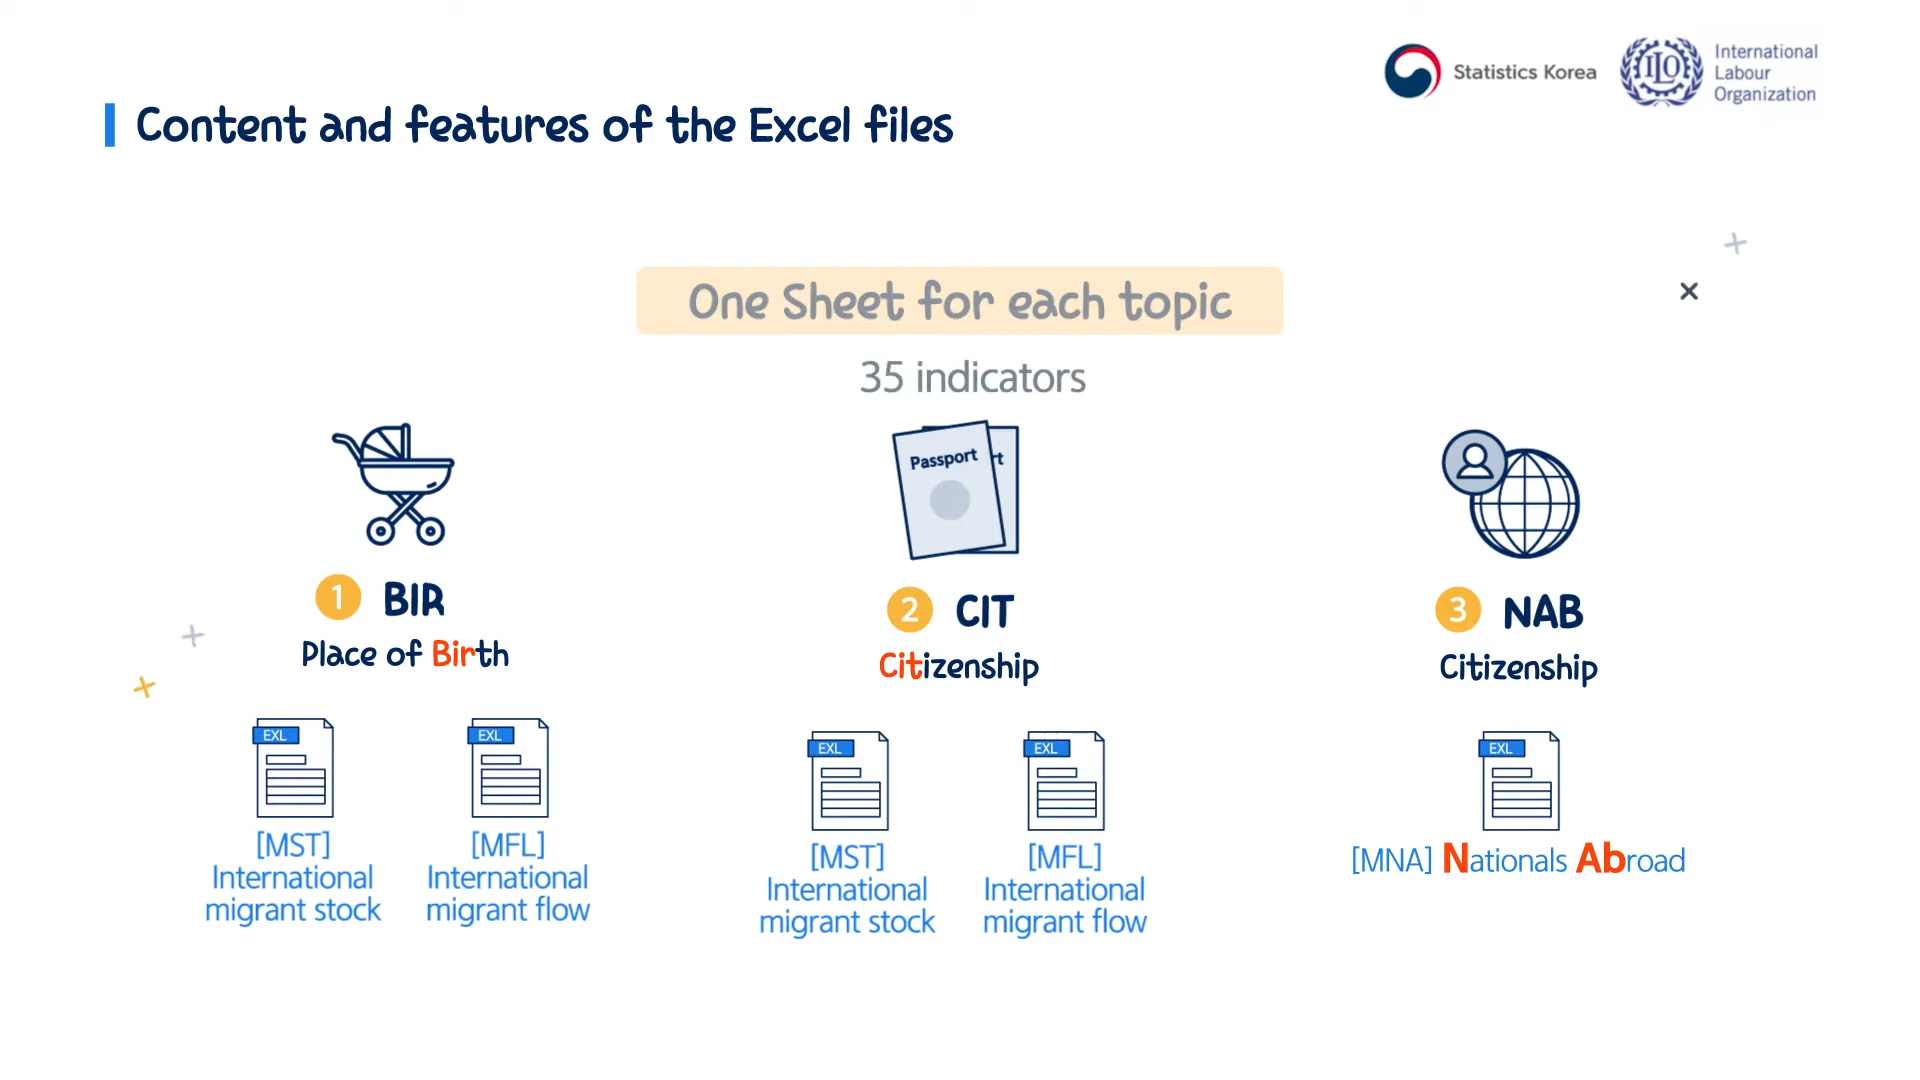 Statistics Korea
International
Labour
Organization
ILO
Content and features of the Excel files
One Sheet for each topic
35 indicators
Passport
rt
1 BIR
Place of Birth
2 CIT
Citizenship
3 NAB
Citizenship
EXL
[MST]
International
migrant stock
EXL
[MFL]
International
migrant flow
EXL
[MST]
International
migrant stock
EXL
[MFL]
International
migrant flow
EXL
[MNA] Nationals Abroad